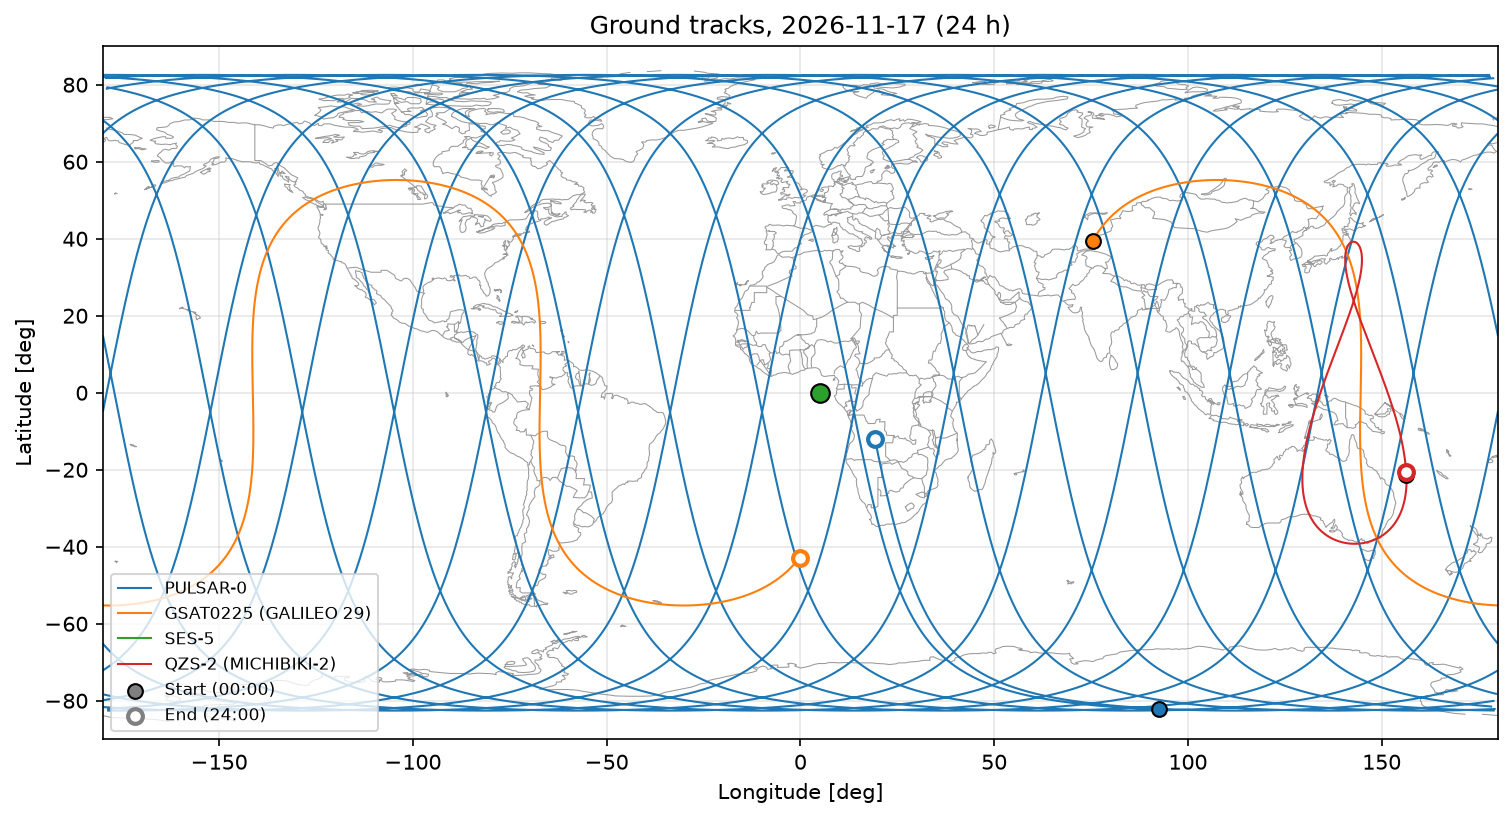 Ground tracks, 2026-11-17 (24 h)
80
60
40
20
0
−20
−40
−60
−80
Latitude [deg]
PULSAR-0
GSAT0225 (GALILEO 29)
SES-5
QZS-2 (MICHIBIKI-2)
Start (00:00)
End (24:00)
−150 −100 −50 0 50 100 150
Longitude [deg]